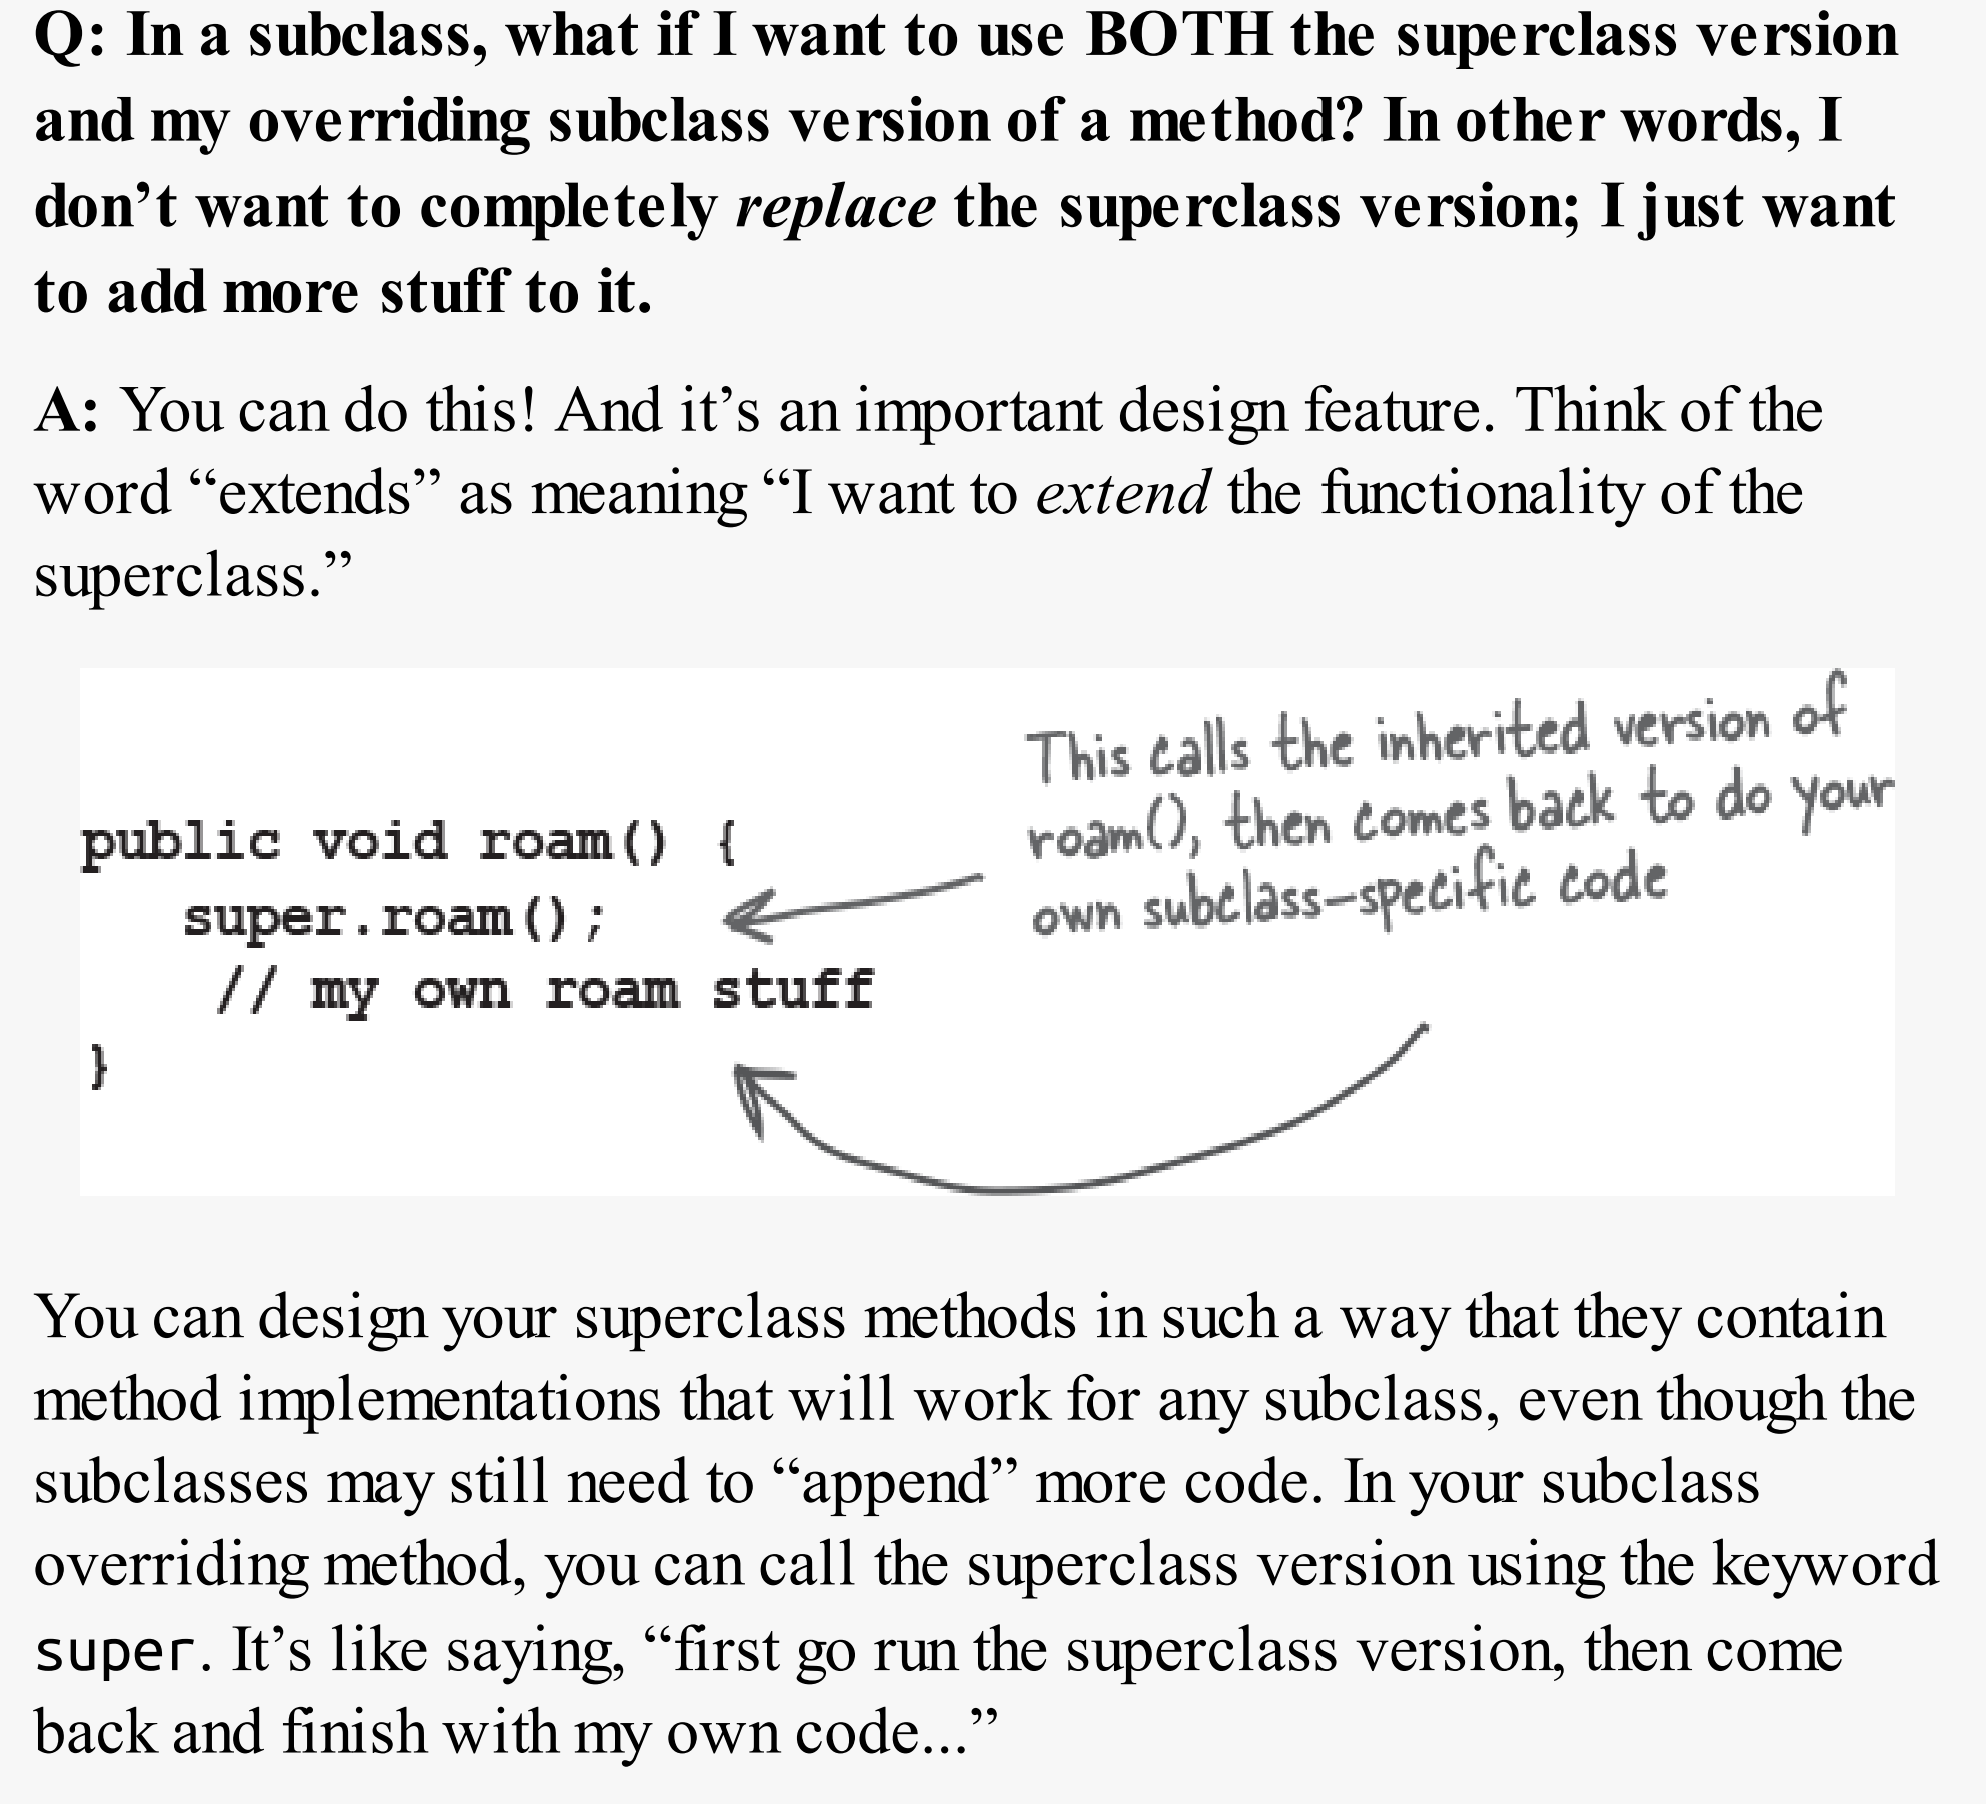 Q: In a subclass, what if I want to use BOTH the superclass version
and my overriding subclass version of a method? In other words, I
don’t want to completely replace the superclass version; I just want
to add more stuff to it.
A: You can do this! And it’s an important design feature. Think of the
word “extends” as meaning “I want to extend the functionality of the
superclass.”
This calls the inherited version of
roam(), then comes back to do your
own subclass-specific code
public void roam() {
super.roam();
// my own roam stuff
}
You can design your superclass methods in such a way that they contain
method implementations that will work for any subclass, even though the
subclasses may still need to “append” more code. In your subclass
overriding method, you can call the superclass version using the keyword
super. It’s like saying, “first go run the superclass version, then come
back and finish with my own code...”